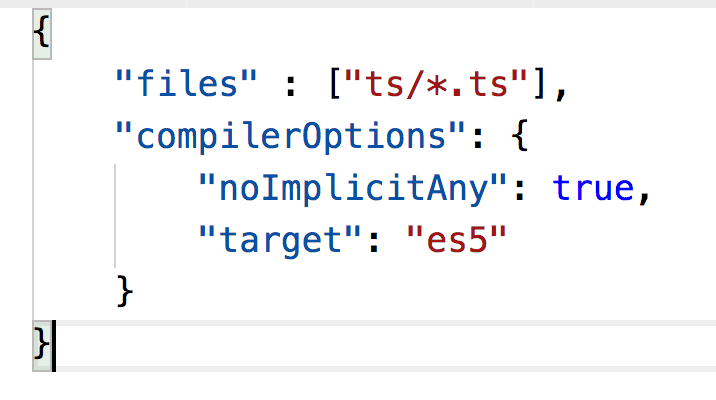 {
"files" : ["ts/*.ts"],
"compilerOptions": {
"noImplicitAny": true,
"target": "es5"
}
}